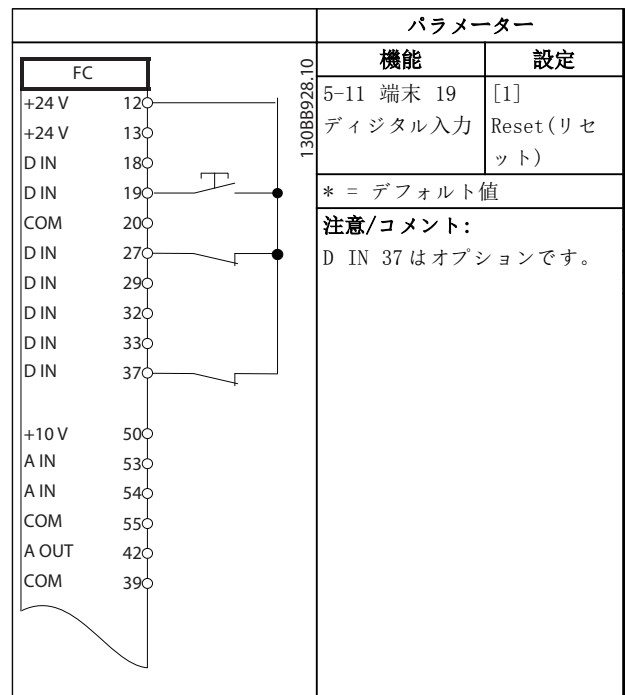 パラメーター
機能 設定
5-11 端末 19 [1]
ディジタル入力 Reset(リセ
ット)
* = デフォルト値
注意/コメント:
D IN 37はオプションです。
FC
+24 V 12
+24 V 13
D IN 18
D IN 19
COM 20
D IN 27
D IN 29
D IN 32
D IN 33
D IN 37
+10 V 50
A IN 53
A IN 54
COM 55
A OUT 42
COM 39
130BB928.10